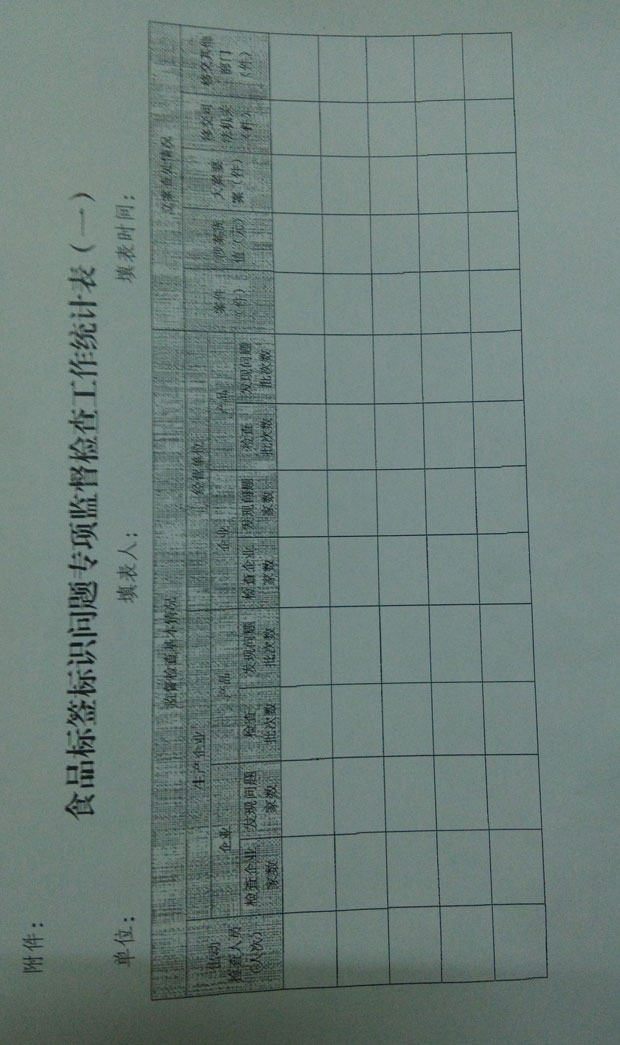 附件：
食品标签标识问题专项监督检查工作统计表（一）
单位： 填表人： 填表时间：
监督检查基本情况 立案查处情况
生产企业 经营单位
出动
检查人员
（人次）
企业 产品 企业 产品
检查企业
家数
发现问题
家数
检查
批次数
发现问题
批次数
检查企业
家数
发现问题
家数
检查
批次数
发现问题
批次数
案件
（件）
涉案货
值（元）
大案要
案（件）
移交司
法机关
（件）
移交其他
部门
（件）